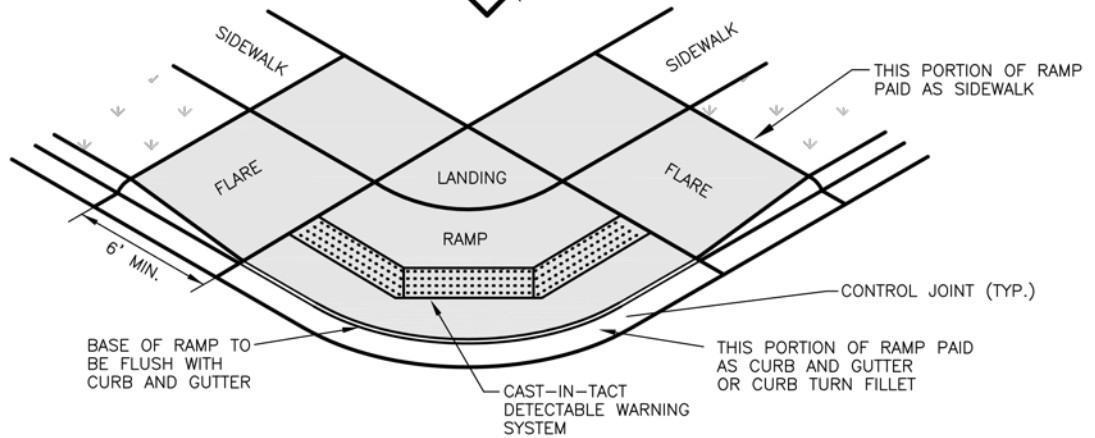 SIDEWALK
SIDEWALK
THIS PORTION OF RAMP
PAID AS SIDEWALK
FLARE
LANDING
FLARE
RAMP
6' MIN.
CONTROL JOINT (TYP.)
BASE OF RAMP TO
BE FLUSH WITH
CURB AND GUTTER
THIS PORTION OF RAMP PAID
AS CURB AND GUTTER
OR CURB TURN FILLET
CAST-IN-TACT
DETECTABLE WARNING
SYSTEM